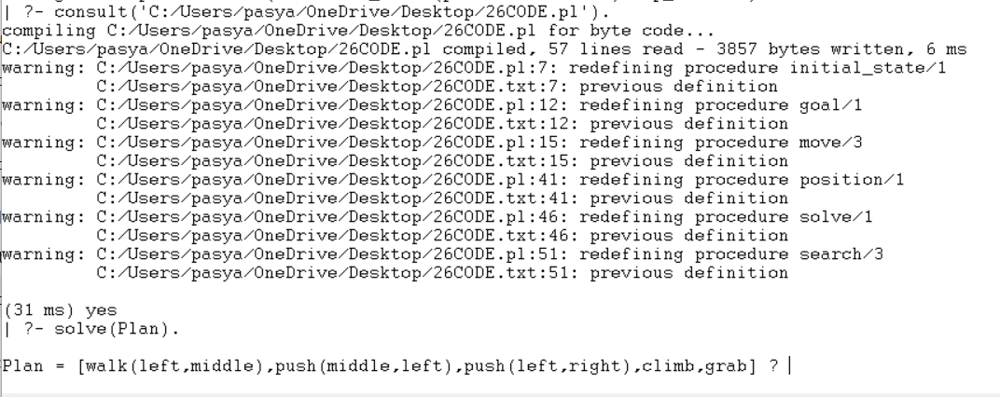 | ?- consult('C:/Users/pasya/OneDrive/Desktop/26CODE.pl').
compiling C:/Users/pasya/OneDrive/Desktop/26CODE.pl for byte code...
C:/Users/pasya/OneDrive/Desktop/26CODE.pl compiled, 57 lines read - 3857 bytes written, 6 ms
warning: C:/Users/pasya/OneDrive/Desktop/26CODE.pl:7: redefining procedure initial_state/1
         C:/Users/pasya/OneDrive/Desktop/26CODE.txt:7: previous definition
warning: C:/Users/pasya/OneDrive/Desktop/26CODE.pl:12: redefining procedure goal/1
         C:/Users/pasya/OneDrive/Desktop/26CODE.txt:12: previous definition
warning: C:/Users/pasya/OneDrive/Desktop/26CODE.pl:15: redefining procedure move/3
         C:/Users/pasya/OneDrive/Desktop/26CODE.txt:15: previous definition
warning: C:/Users/pasya/OneDrive/Desktop/26CODE.pl:41: redefining procedure position/1
         C:/Users/pasya/OneDrive/Desktop/26CODE.txt:41: previous definition
warning: C:/Users/pasya/OneDrive/Desktop/26CODE.pl:46: redefining procedure solve/1
         C:/Users/pasya/OneDrive/Desktop/26CODE.txt:46: previous definition
warning: C:/Users/pasya/OneDrive/Desktop/26CODE.pl:51: redefining procedure search/3
         C:/Users/pasya/OneDrive/Desktop/26CODE.txt:51: previous definition

(31 ms) yes
| ?- solve(Plan).

Plan = [walk(left,middle),push(middle,left),push(left,right),climb,grab] ?